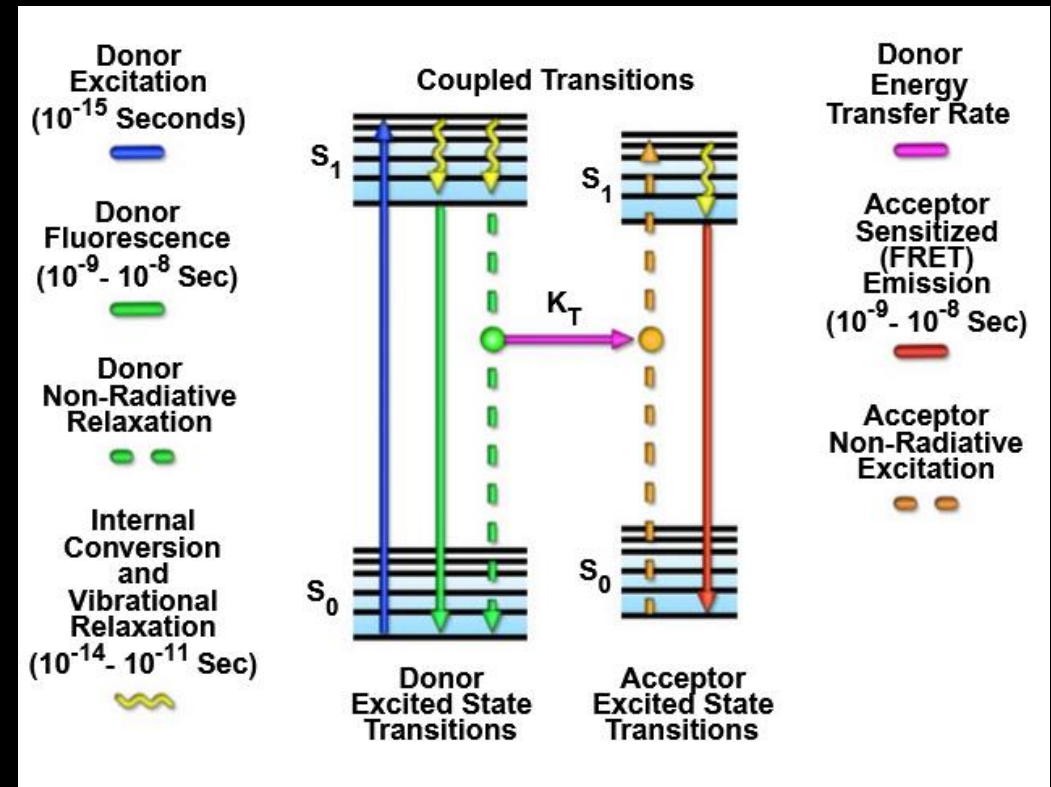 Donor
Excitation
(10⁻¹⁵ Seconds)
Donor
Fluorescence
(10⁻⁹- 10⁻⁸ Sec)
Donor
Non-Radiative
Relaxation
Internal
Conversion
and
Vibrational
Relaxation
(10⁻¹⁴- 10⁻¹¹ Sec)
Coupled Transitions
S₁
S₁
K_T
S₀
S₀
Donor
Excited State
Transitions
Acceptor
Excited State
Transitions
Donor
Energy
Transfer Rate
Acceptor
Sensitized
(FRET)
Emission
(10⁻⁹- 10⁻⁸ Sec)
Acceptor
Non-Radiative
Excitation